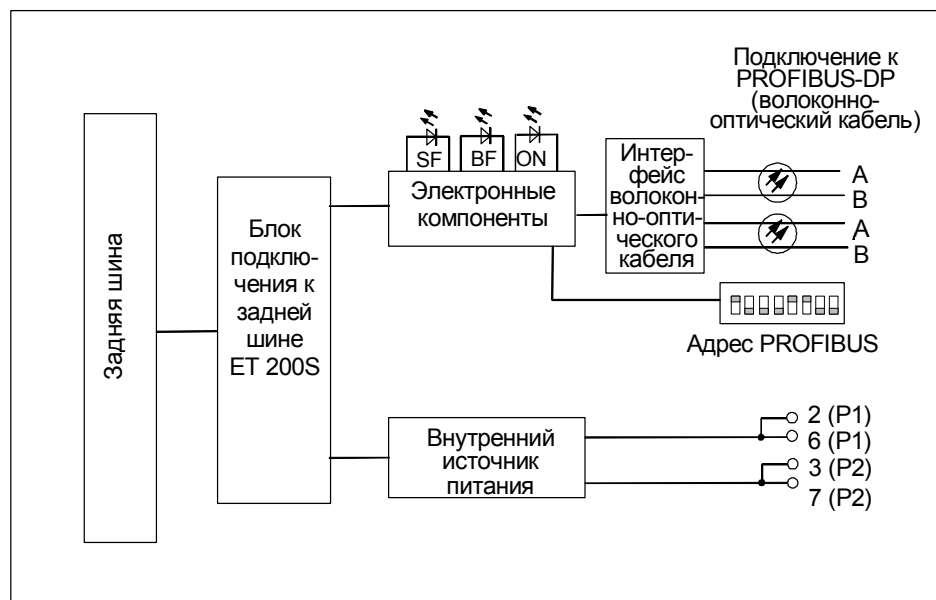 Подключение к
PROFIBUS-DP
(волоконно-
оптический кабель)
SF
BF
ON
Электронные
компоненты
Интер-
фейс
волокон-
но-опти-
ческого
кабеля
A
B
A
B
Адрес PROFIBUS
Задняя шина
Блок
подклю-
чения к
задней
шине
ET 200S
Внутренний
источник
питания
2 (P1)
6 (P1)
3 (P2)
7 (P2)